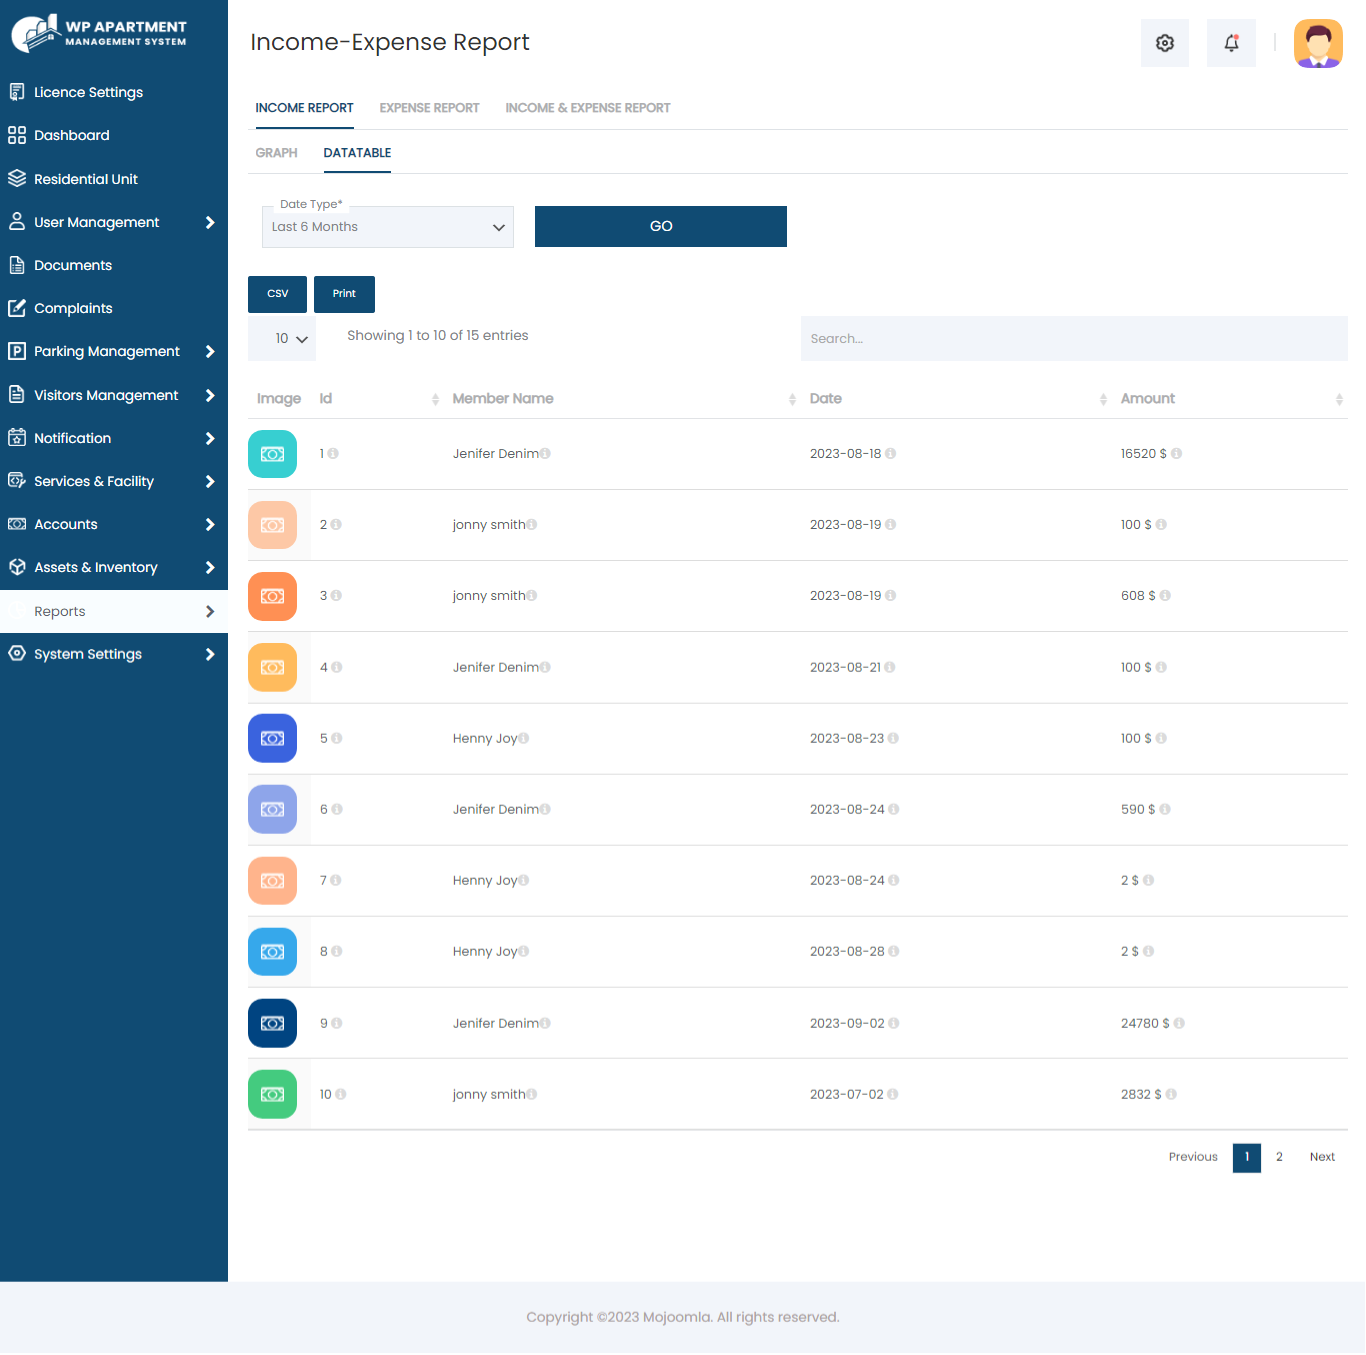 WP APARTMENT
MANAGEMENT SYSTEM
Licence Settings
Dashboard
Residential Unit
User Management
Documents
Complaints
Parking Management
Visitors Management
Notification
Services & Facility
Accounts
Assets & Inventory
Reports
System Settings
Income-Expense Report
INCOME REPORT EXPENSE REPORT INCOME & EXPENSE REPORT
GRAPH DATATABLE
Date Type*
Last 6 Months GO
CSV Print
10 Showing 1 to 10 of 15 entries Search...
Image Id Member Name Date Amount
1 Jenifer Denim 2023-08-18 16520 $
2 jonny smith 2023-08-19 100 $
3 jonny smith 2023-08-19 608 $
4 Jenifer Denim 2023-08-21 100 $
5 Henny Joy 2023-08-23 100 $
6 Jenifer Denim 2023-08-24 590 $
7 Henny Joy 2023-08-24 2 $
8 Henny Joy 2023-08-28 2 $
9 Jenifer Denim 2023-09-02 24780 $
10 jonny smith 2023-07-02 2832 $
Previous 1 2 Next
Copyright ©2023 Mojoomla. All rights reserved.